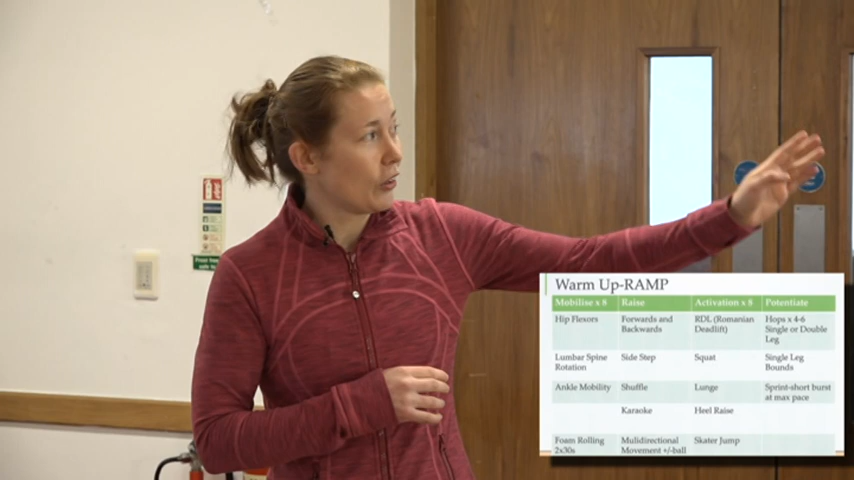 Warm Up-RAMP
Mobilise x 8 Raise Activation x 8 Potentiate
Hip Flexors Forwards and Backwards RDL (Romanian Deadlift) Hops x 4-6 Single or Double Leg
Lumbar Spine Rotation Side Step Squat Single Leg Bounds
Ankle Mobility Shuffle Lunge Sprint-short burst at max pace
Karaoke Heel Raise
Foam Rolling 2x30s Mulidirectional Movement +/-ball Skater Jump